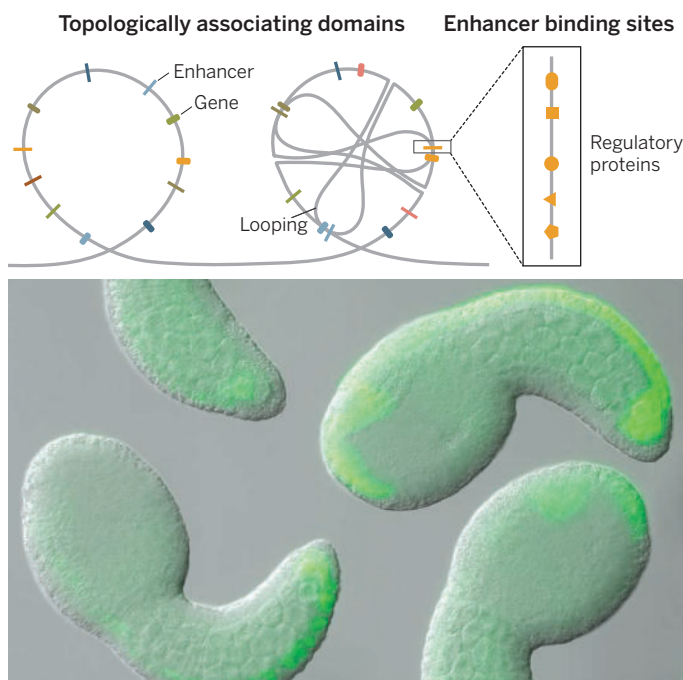 Topologically associating domains
Enhancer binding sites
Enhancer
Gene
Looping
Regulatory
proteins